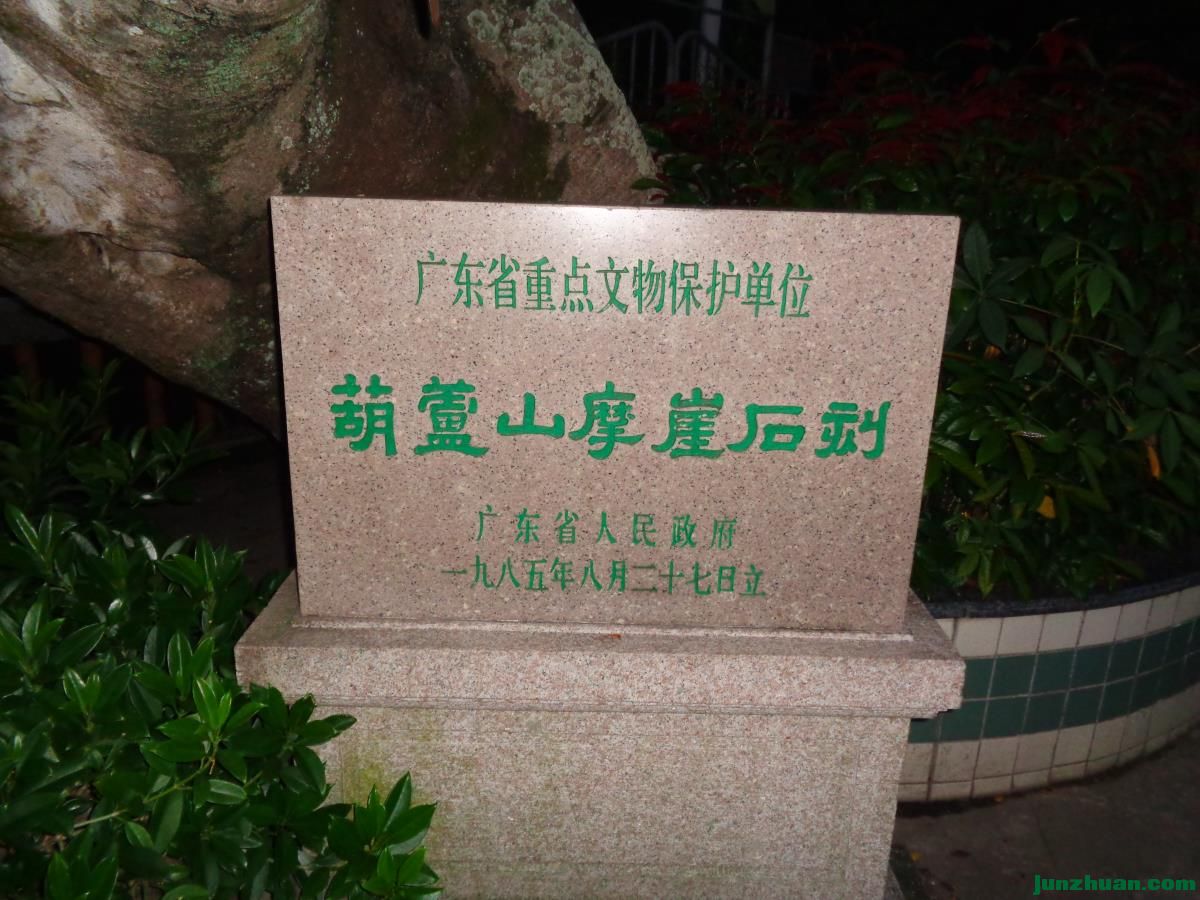 广东省重点文物保护单位
葫蘆山摩崖石刻
广东省人民政府
一九八五年八月二十七日立
junzhuan.com